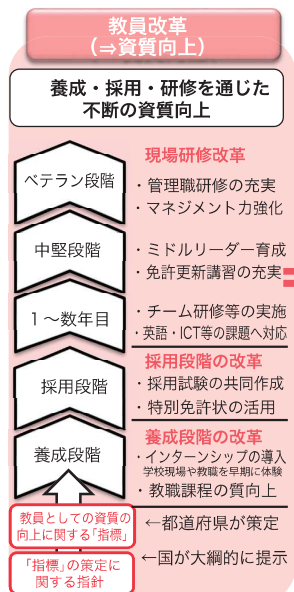 教員改革
(⇒資質向上)
養成・採用・研修を通じた
不断の資質向上
現場研修改革
ベテラン段階
・管理職研修の充実
・マネジメント力強化
中堅段階
・ミドルリーダー育成
・免許更新講習の充実
1～数年目
・チーム研修等の実施
・英語・ICT等の課題へ対応
採用段階の改革
採用段階
・採用試験の共同作成
・特別免許状の活用
養成段階の改革
養成段階
・インターンシップの導入
学校現場や教職を早期に体験
・教職課程の質向上
教員としての資質の
向上に関する「指標」
←都道府県が策定
「指標」の策定に
関する指針
←国が大綱的に提示